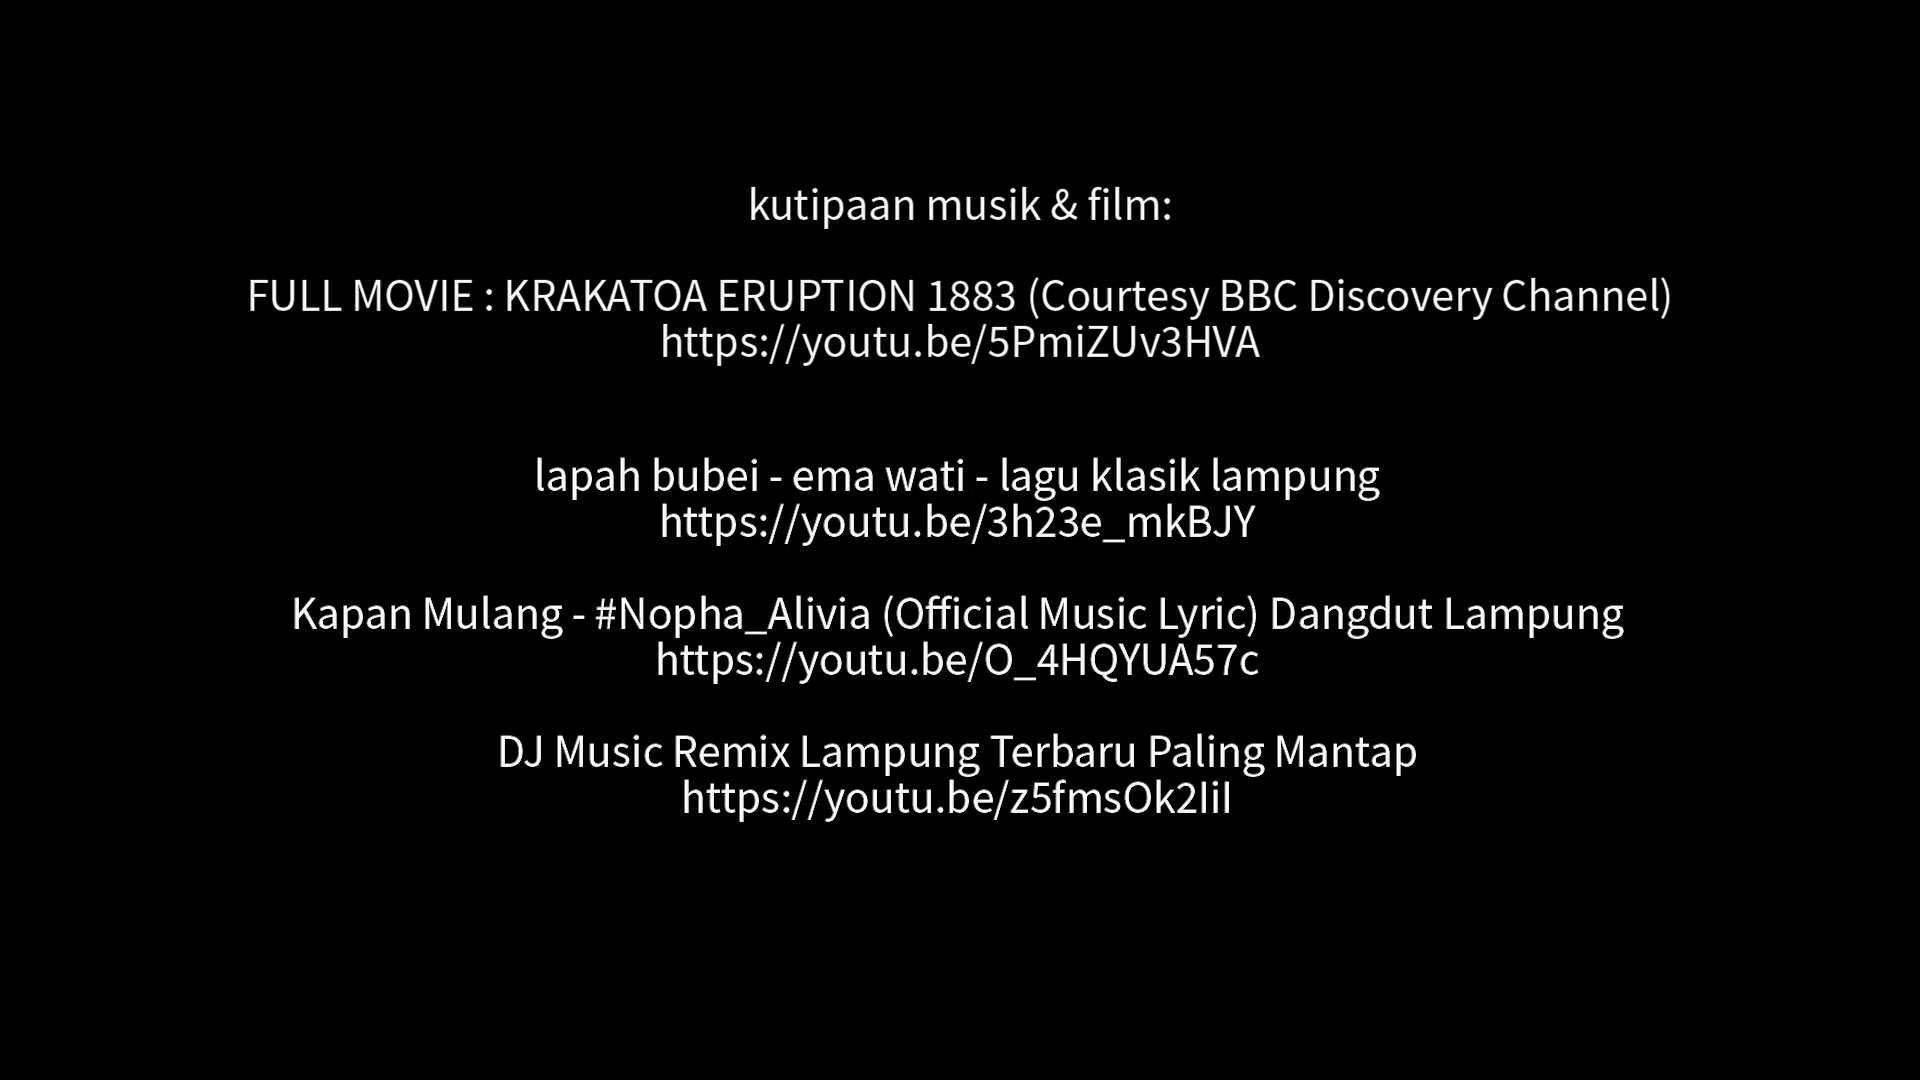 kutipaan musik & film:
FULL MOVIE : KRAKATOA ERUPTION 1883 (Courtesy BBC Discovery Channel)
https://youtu.be/5PmiZUv3HVA
lapah bubei - ema wati - lagu klasik lampung
https://youtu.be/3h23e_mkBJY
Kapan Mulang - #Nopha_Alivia (Official Music Lyric) Dangdut Lampung
https://youtu.be/O_4HQYUA57c
DJ Music Remix Lampung Terbaru Paling Mantap
https://youtu.be/z5fmsOk2IiI